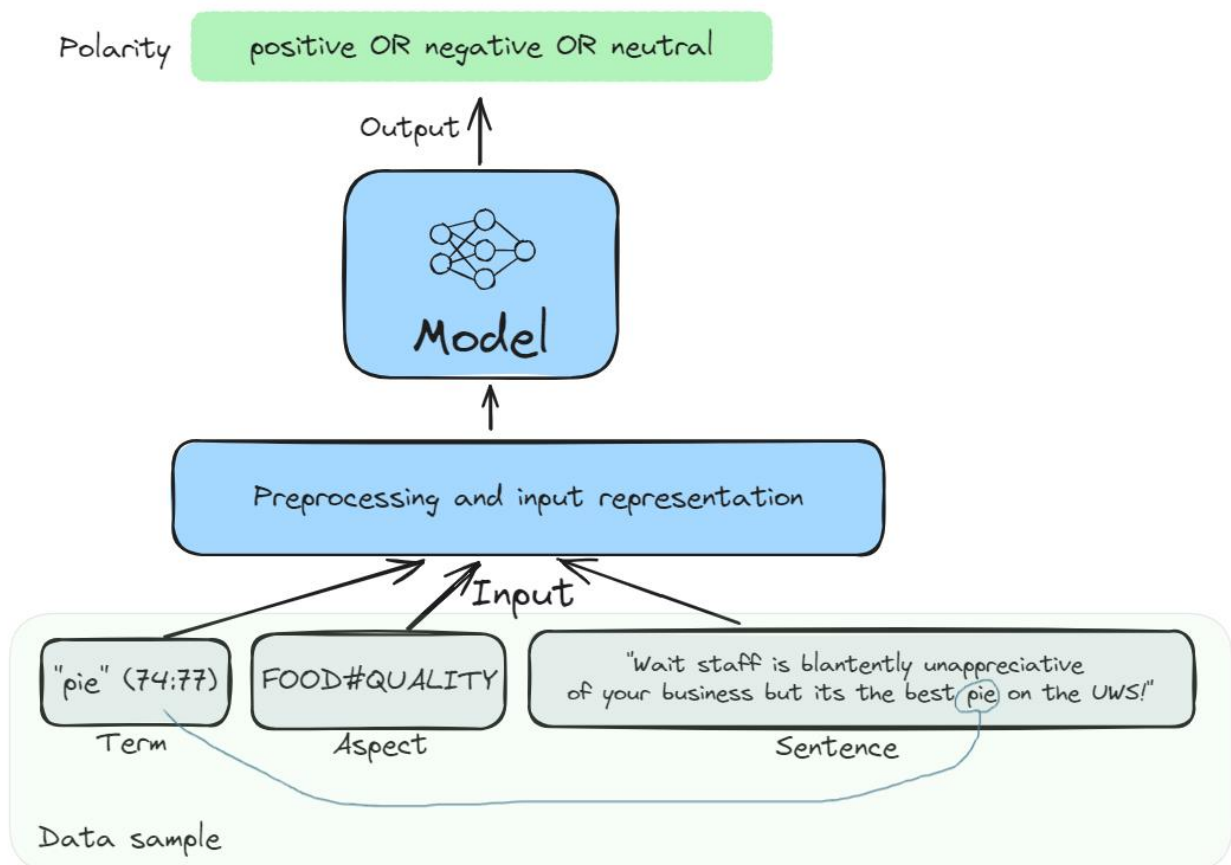 Polarity
positive OR negative OR neutral
Output
Model
Preprocessing and input representation
Input
"pie" (74:77)
Term
FOOD#QUALITY
Aspect
"Wait staff is blantently unappreciative
of your business but its the best pie on the UWS!"
Sentence
Data sample